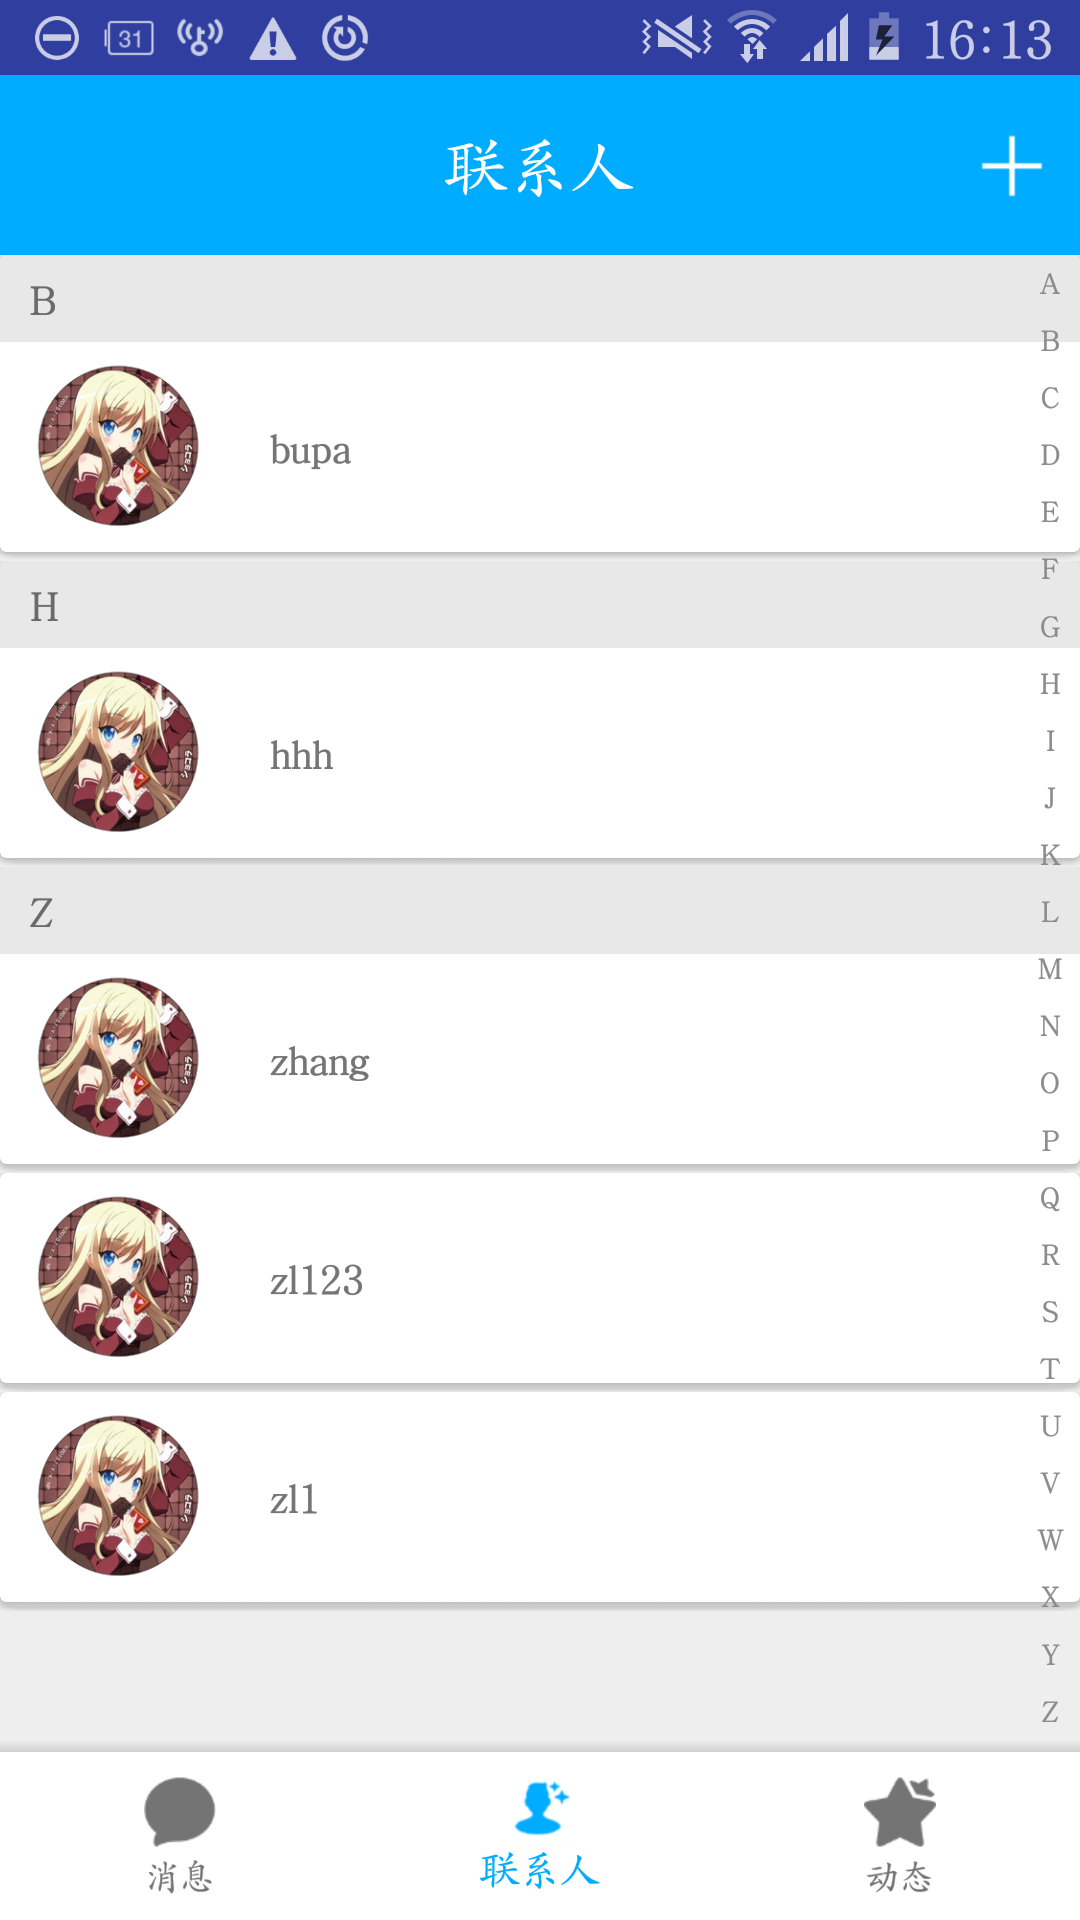 31 16:13
联系人
B
bupa
H
hhh
Z
zhang
zl123
zl1
A
B
C
D
E
F
G
H
I
J
K
L
M
N
O
P
Q
R
S
T
U
V
W
X
Y
Z
消息 联系人 动态